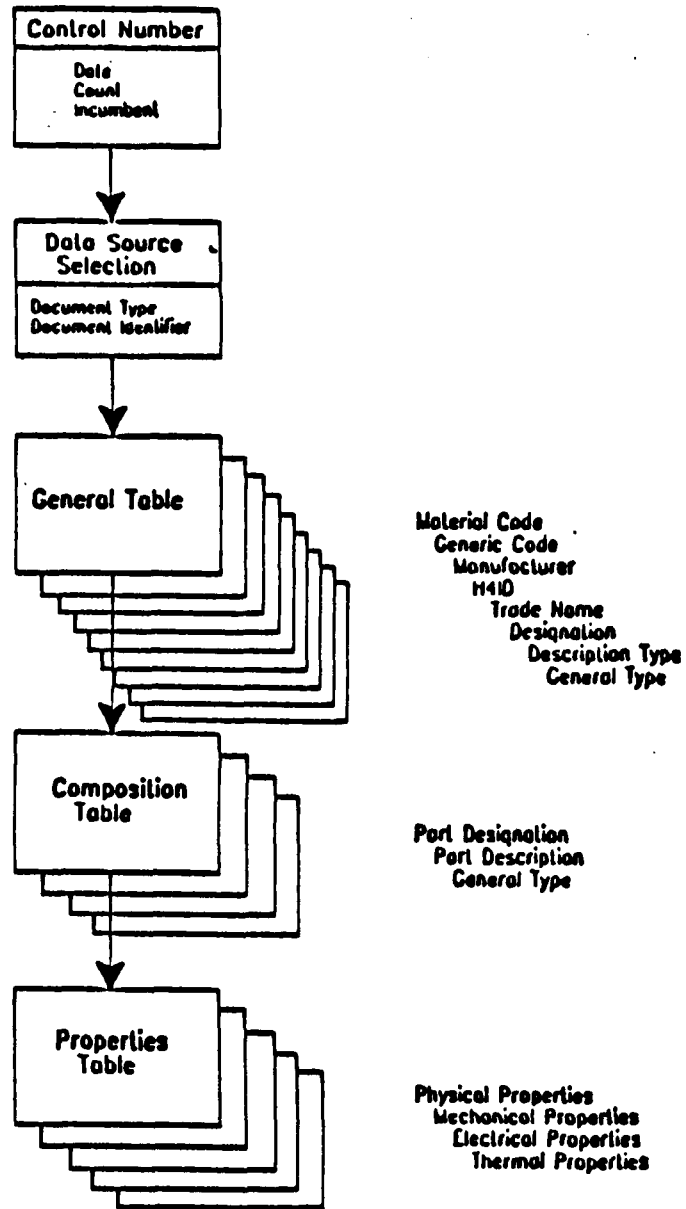 Control Number
Date
Count
Incumbent
Data Source
Selection
Document Type
Document Identifier
General Table
Material Code
Generic Code
Manufacturer
H4ID
Trade Name
Designation
Description Type
General Type
Composition
Table
Part Designation
Part Description
General Type
Properties
Table
Physical Properties
Mechanical Properties
Electrical Properties
Thermal Properties